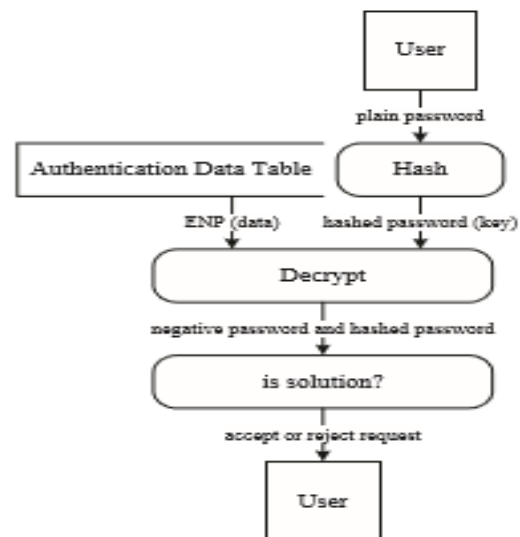 User
plain password
Authentication Data Table
Hash
ENP (data)
hashed password (key)
Decrypt
negative password and hashed password
is solution?
accept or reject request
User